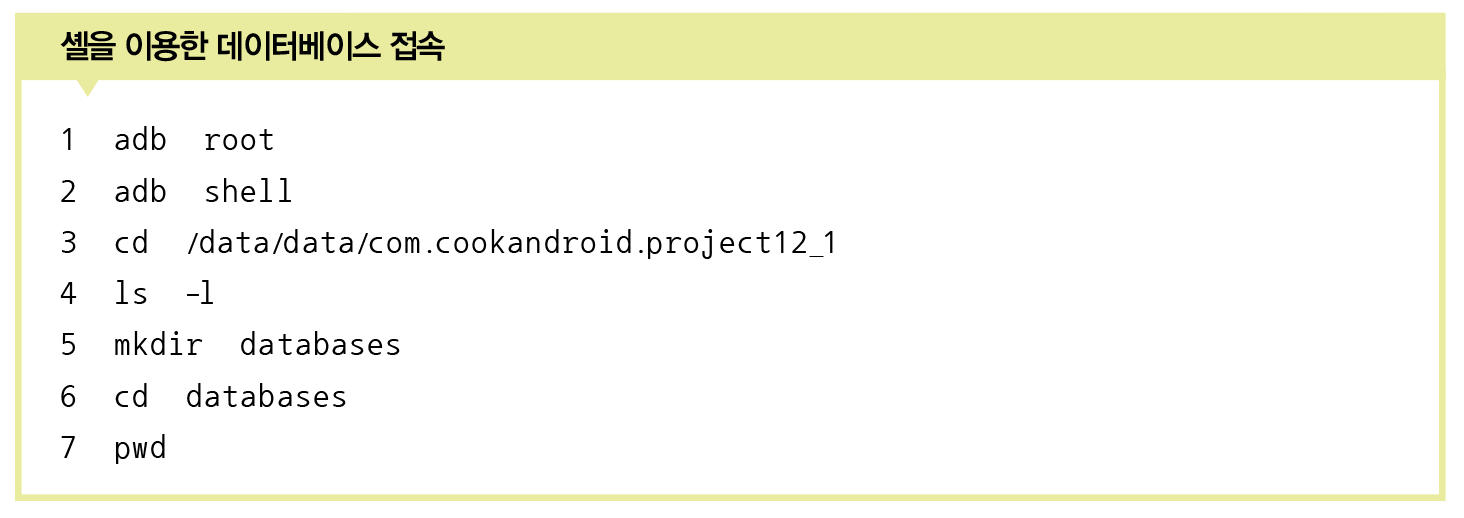 셸을 이용한 데이터베이스 접속
1 adb root
2 adb shell
3 cd /data/data/com.cookandroid.project12_1
4 ls -l
5 mkdir databases
6 cd databases
7 pwd